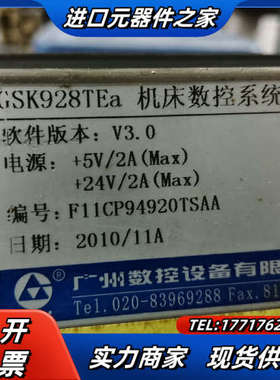 进口元器件之家
GSK928TEa 机床数控系统
软件版本: V3.0
电源: +5V/2A(Max)
+24V/2A(Max)
编号: F11CP94920TSAA
日期: 2010/11A
广州数控设备有限
Tel.020-83969288 Fax.81
可开
票
TEL:1771762
实力商家 现货供